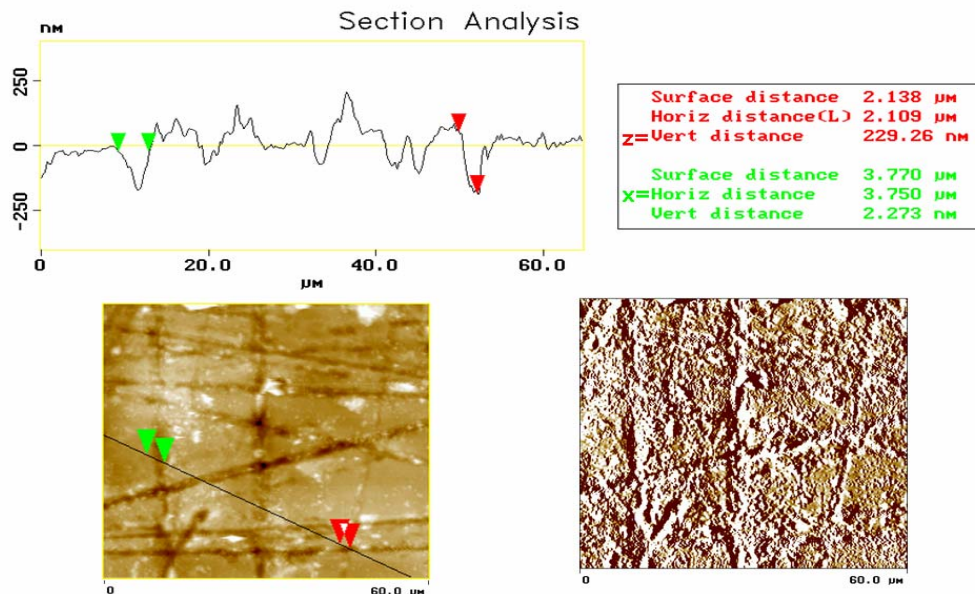 Section Analysis
nm
250
0
-250
0 20.0 40.0 60.0
µm
Surface distance 2.138 µm
Horiz distance(L) 2.109 µm
z=Vert distance 229.26 nm
Surface distance 3.770 µm
x=Horiz distance 3.750 µm
Vert distance 2.273 nm
0 60.0 µm
0 60.0 µm